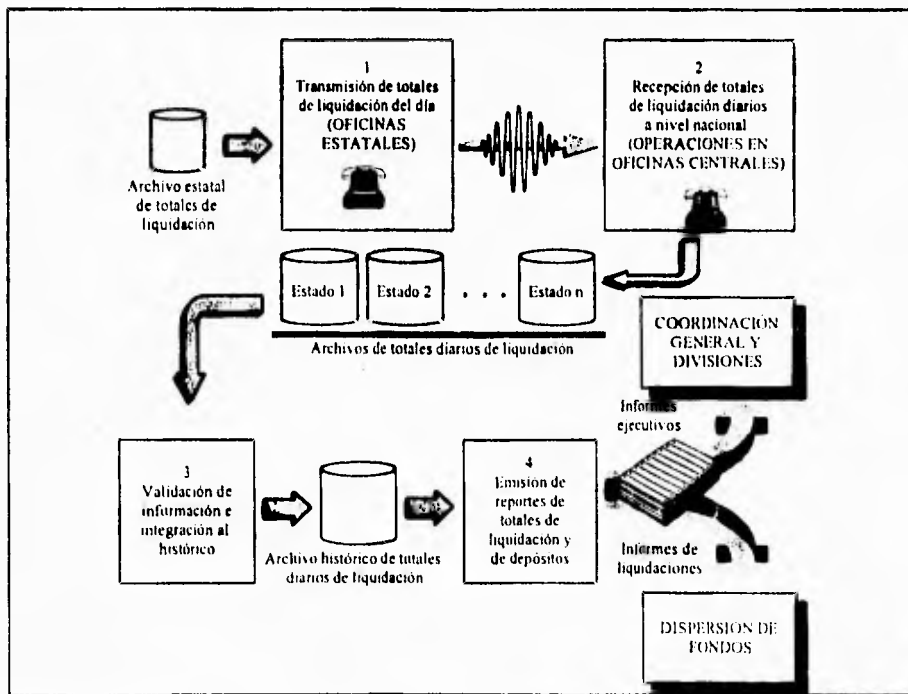 1
Transmisión de totales
de liquidación del día
(OFICINAS
ESTATALES)
2
Recepción de totales
de liquidación diarios
a nivel nacional
(OPERACIONES EN
OFICINAS CENTRALES)
Archivo estatal
de totales de
liquidación
Estado 1
Estado 2
. . .
Estado n
Archivos de totales diarios de liquidación
COORDINACIÓN
GENERAL Y
DIVISIONES
Informes
ejecutivos
3
Validación de
información e
integración al
histórico
Archivo histórico de totales
diarios de liquidación
4
Emisión de
reportes de
totales de
liquidación y
de depósitos
Informes de
liquidaciones
DISPERSIÓN DE
FONDOS